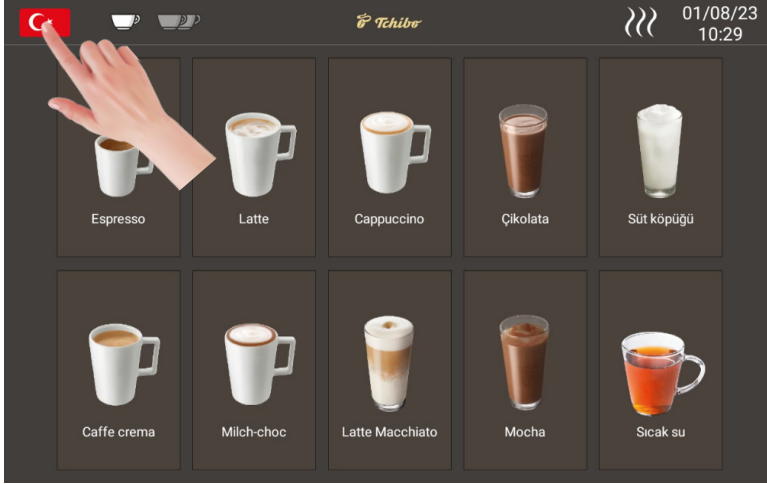 Tchibo
01/08/23
10:29
Espresso
Latte
Cappuccino
Çikolata
Süt köpüğü
Caffe crema
Milch-choc
Latte Macchiato
Mocha
Sıcak su